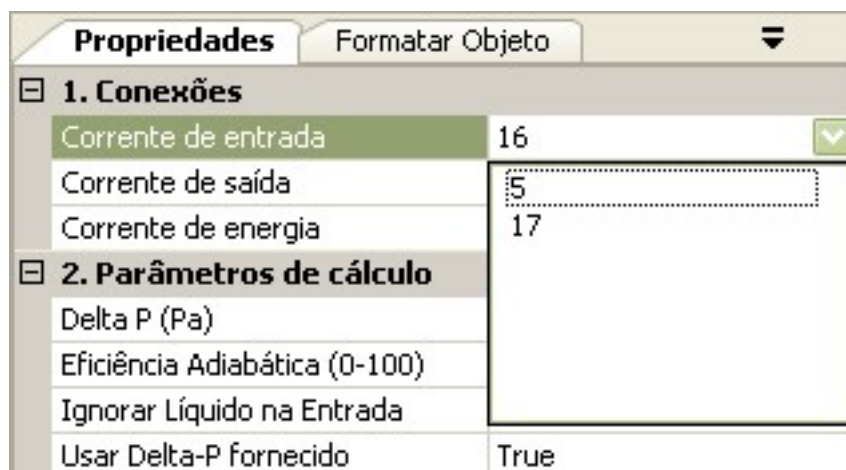 Propriedades Formatar Objeto
1. Conexões
Corrente de entrada 16
Corrente de saída 5
Corrente de energia 17
2. Parâmetros de cálculo
Delta P (Pa)
Eficiência Adiabática (0-100)
Ignorar Líquido na Entrada
Usar Delta-P fornecido True